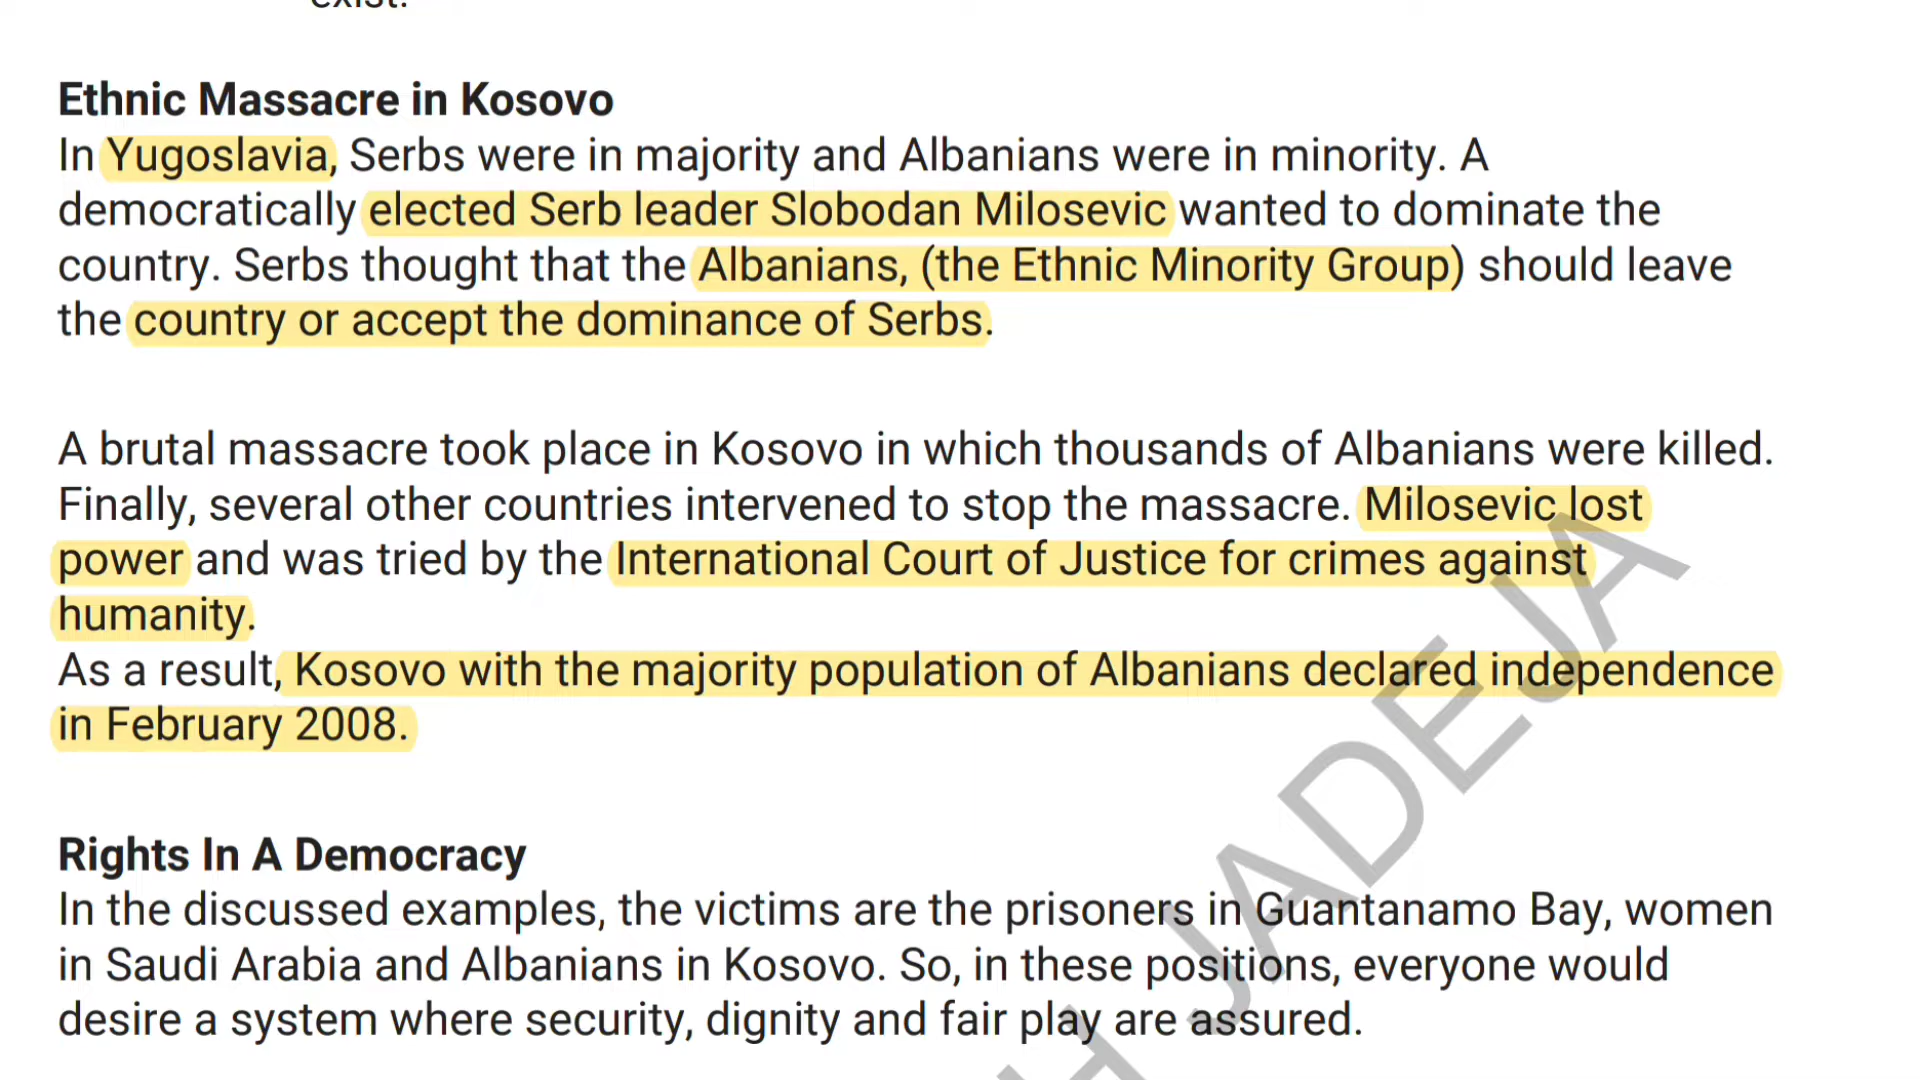 exist.
Ethnic Massacre in Kosovo
In Yugoslavia, Serbs were in majority and Albanians were in minority. A
democratically elected Serb leader Slobodan Milosevic wanted to dominate the
country. Serbs thought that the Albanians, (the Ethnic Minority Group) should leave
the country or accept the dominance of Serbs.
A brutal massacre took place in Kosovo in which thousands of Albanians were killed.
Finally, several other countries intervened to stop the massacre. Milosevic lost
power and was tried by the International Court of Justice for crimes against
humanity.
As a result, Kosovo with the majority population of Albanians declared independence
in February 2008.
Rights In A Democracy
In the discussed examples, the victims are the prisoners in Guantanamo Bay, women
in Saudi Arabia and Albanians in Kosovo. So, in these positions, everyone would
desire a system where security, dignity and fair play are assured.
H JADEJA